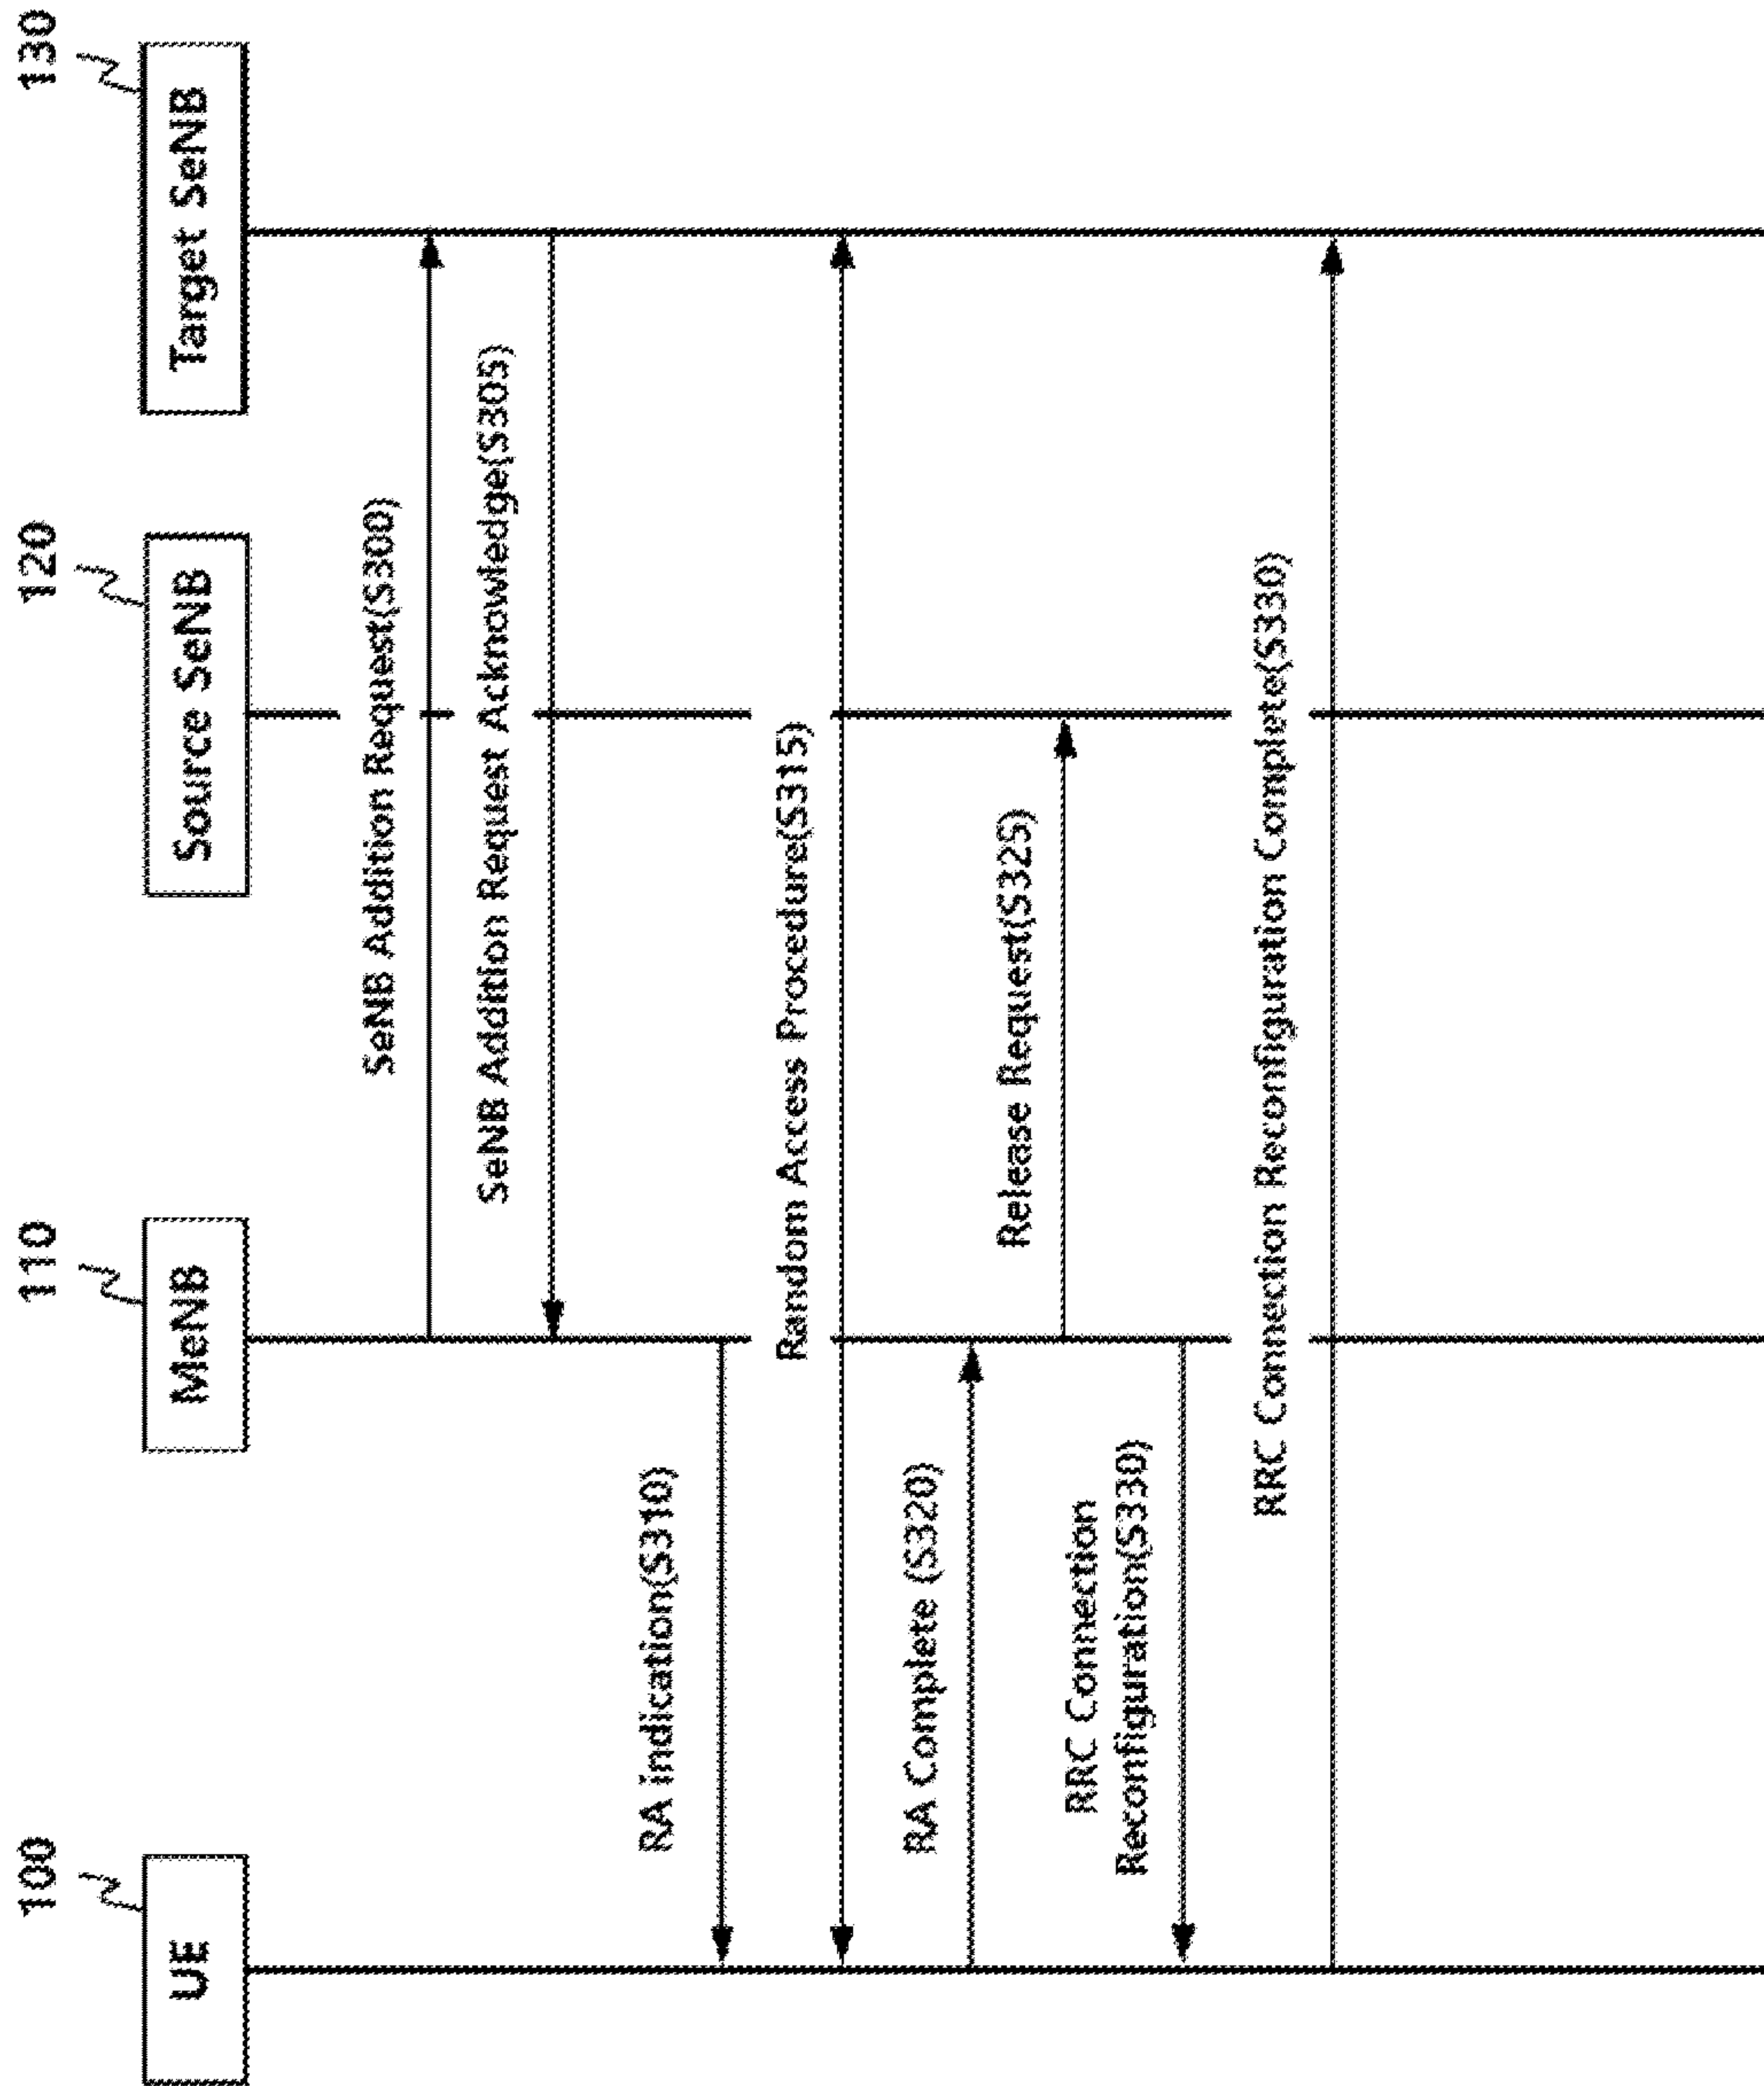 100
110
120
130
UE
MeNB
Source SeNB
Target SeNB
SeNB Addition Request(S300)
SeNB Addition Request Acknowledge(S305)
RA indication(S310)
Random Access Procedure(S315)
RA Complete (S320)
Release Request(S325)
RRC Connection
Reconfiguration(S330)
RRC Connection Reconfiguration Complete(S330)